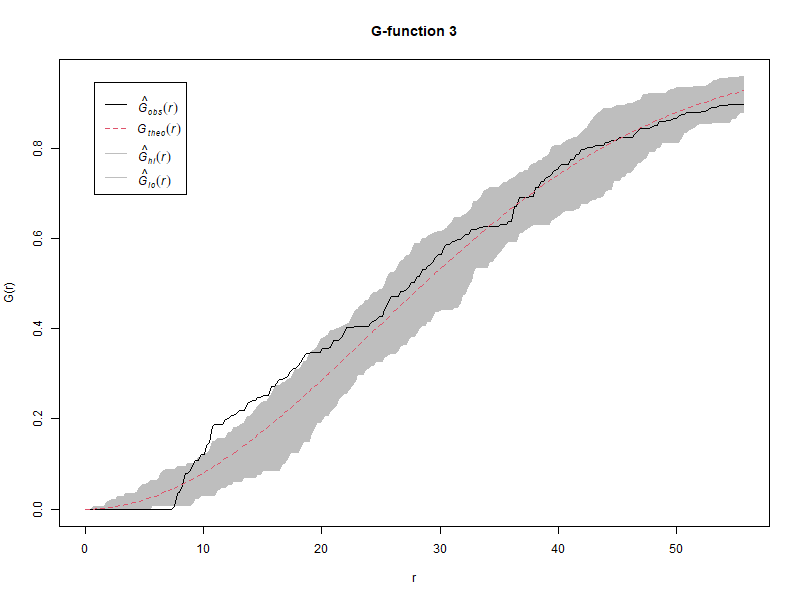 G-function 3
Ĝobs(r)
Gtheo(r)
Ĝhi(r)
Ĝlo(r)
G(r)
0.8
0.6
0.4
0.2
0.0
0 10 20 30 40 50
r